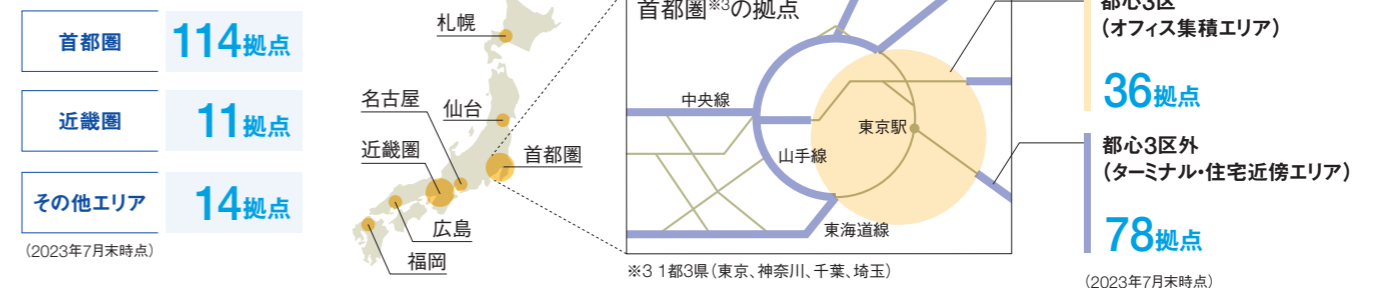 首都圏 114拠点
近畿圏 11拠点
その他エリア 14拠点
（2023年7月末時点）
札幌
名古屋
仙台
近畿圏
首都圏
広島
福岡
首都圏※3の拠点
中央線
東京駅
山手線
東海道線
※3 1都3県（東京、神奈川、千葉、埼玉）
都心3区
（オフィス集積エリア）
36拠点
都心3区外
（ターミナル・住宅近傍エリア）
78拠点
（2023年7月末時点）